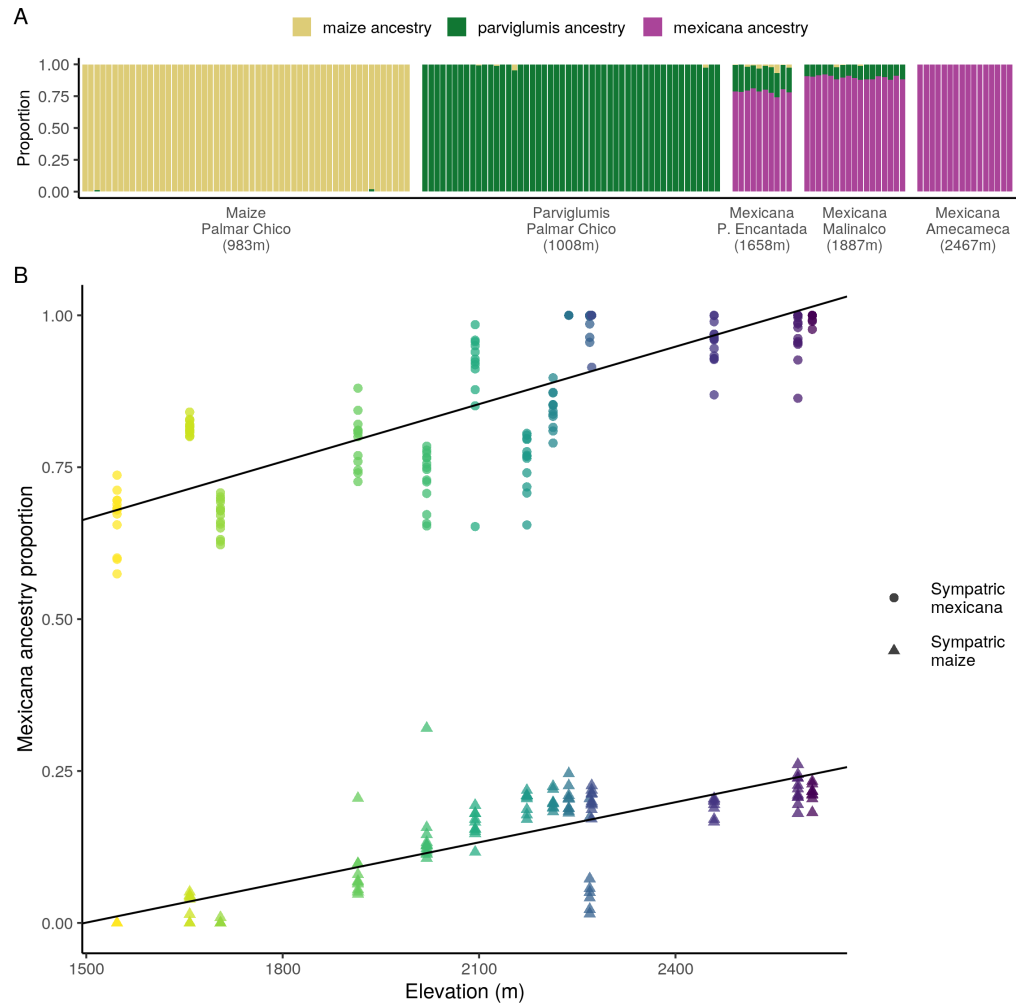 A
maize ancestry parviglumis ancestry mexicana ancestry
Proportion
1.00
0.75
0.50
0.25
0.00
Maize
Palmar Chico
(983m)
Parviglumis
Palmar Chico
(1008m)
Mexicana
P. Encantada
(1658m)
Mexicana
Malinalco
(1887m)
Mexicana
Amecameca
(2467m)
B
Mexicana ancestry proportion
1.00
0.75
0.50
0.25
0.00
1500 1800 2100 2400
Elevation (m)
Sympatric
mexicana
Sympatric
maize